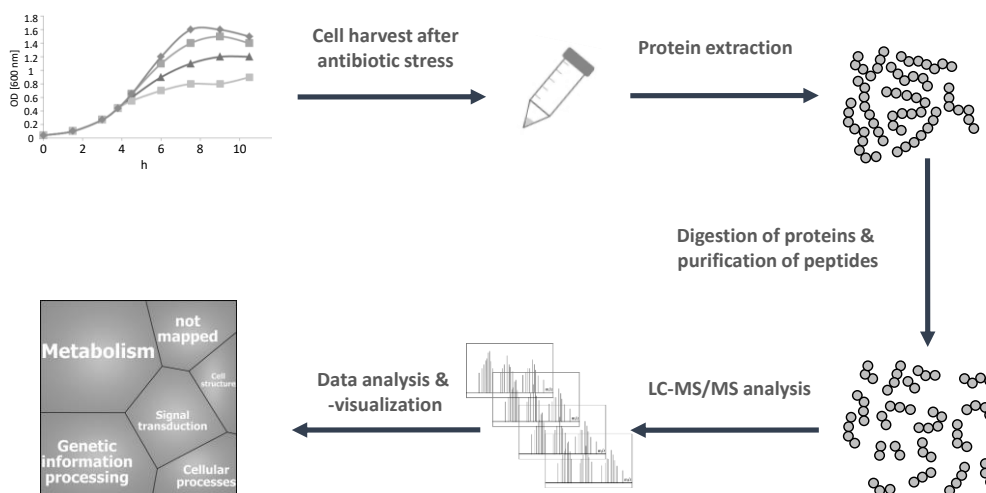 1.8
1.6
1.4
1.2
1
0.8
0.6
0.4
0.2
0
OD [600 nm]
0 2 4 6 8 10
h
Cell harvest after
antibiotic stress
Protein extraction
Digestion of proteins &
purification of peptides
LC-MS/MS analysis
Data analysis &
-visualization
Metabolism
not
mapped
Cell
structure
Signal
transduction
Genetic
information
processing
Cellular
processes